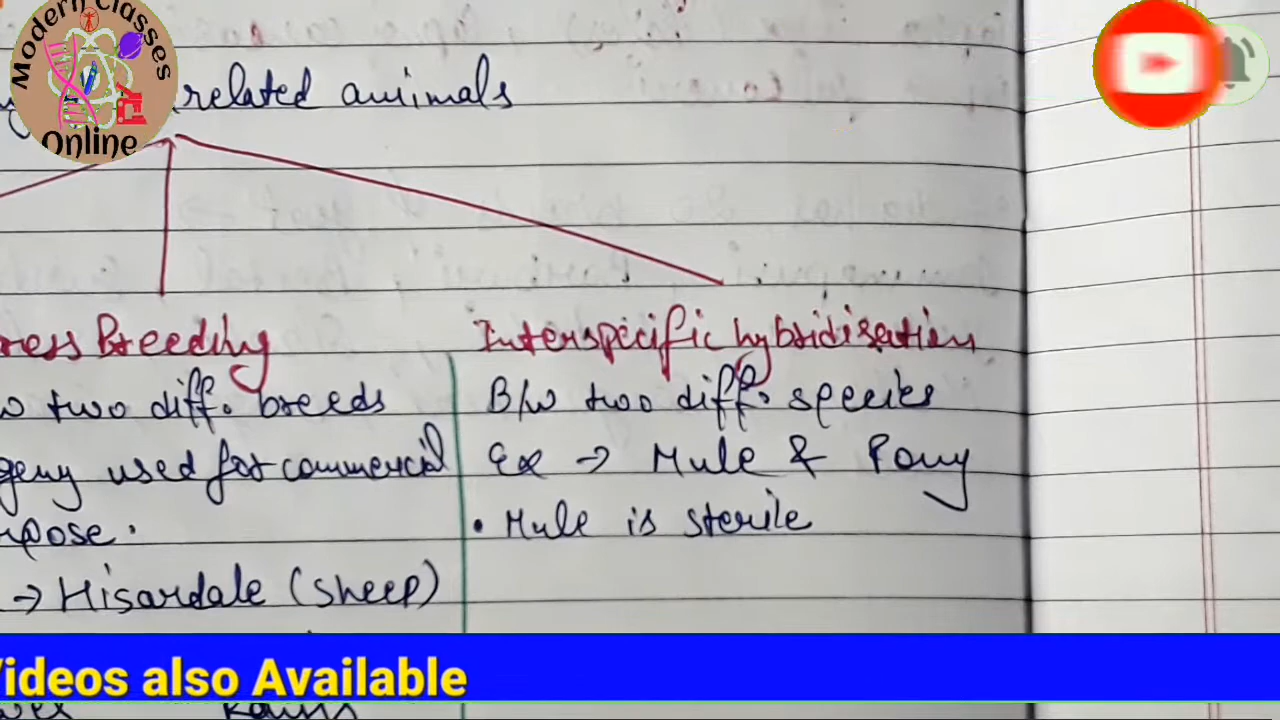 Modern Classes
Online
related animals
ress Breeding
w two diff. breeds
geny used for commercial
rpose.
→ Hisardale (sheep)
Interspecific hybridisation
B/w two diff. species
Ex → Mule & Pony
• Mule is sterile
Videos also Available